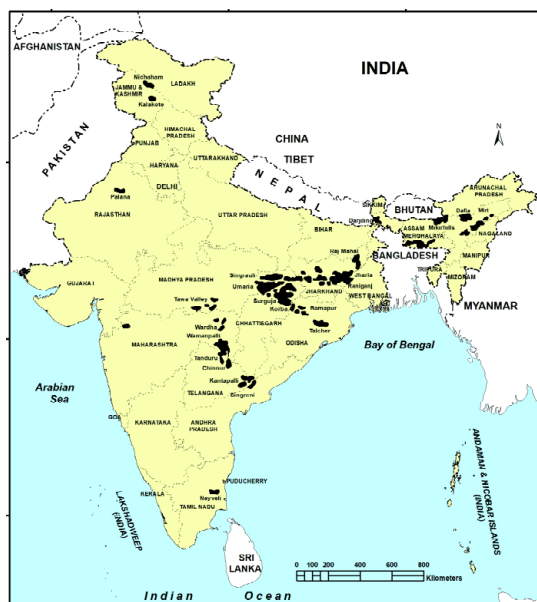 AFGHANISTAN
INDIA
Nichaham
LADAKH
JAMMU &
KASHMIR
Kalakote
HIMACHAL
PRADESH
PUNJAB
PAKISTAN
CHINA
TIBET
N
UTTARAKHAND
HARYANA
DELHI
NEPAL
ARUNACHAL
PRADESH
Palana
RAJASTHAN
UTTAR PRADESH
SIKKIM
BHUTAN
Darjiling
Dafla
Miri
ASSAM
Mikirhills
NAGALAND
MEGHALAYA
BIHAR
BANGLADESH
MANIPUR
Raj Mahal
TRIPURA
MIZORAM
GUJARAT
MADHYA PRADESH
Singrauli
Jharia
Umaria
JHARKHAND
Raniganj
WEST BANGAL
MYANMAR
Tawa Valley
Surguja
Korba
Rampur
Talcher
Wardha
CHHATTISGARH
Wamanpalli
MAHARASHTRA
ODISHA
Bay of Bengal
Tanduru
Chinnur
Arabian
Sea
Kantapalli
Singreni
TELANGANA
GOA
KARNATAKA
ANDHRA
PRADESH
ANDAMAN & NICOBAR ISLANDS
(INDIA)
LAKSHADWEEP
(INDIA)
KERALA
PUDUCHERRY
Neyveli
TAMIL NADU
SRI
LANKA
0 100 200 400 600 800
Kilometers
Indian Ocean